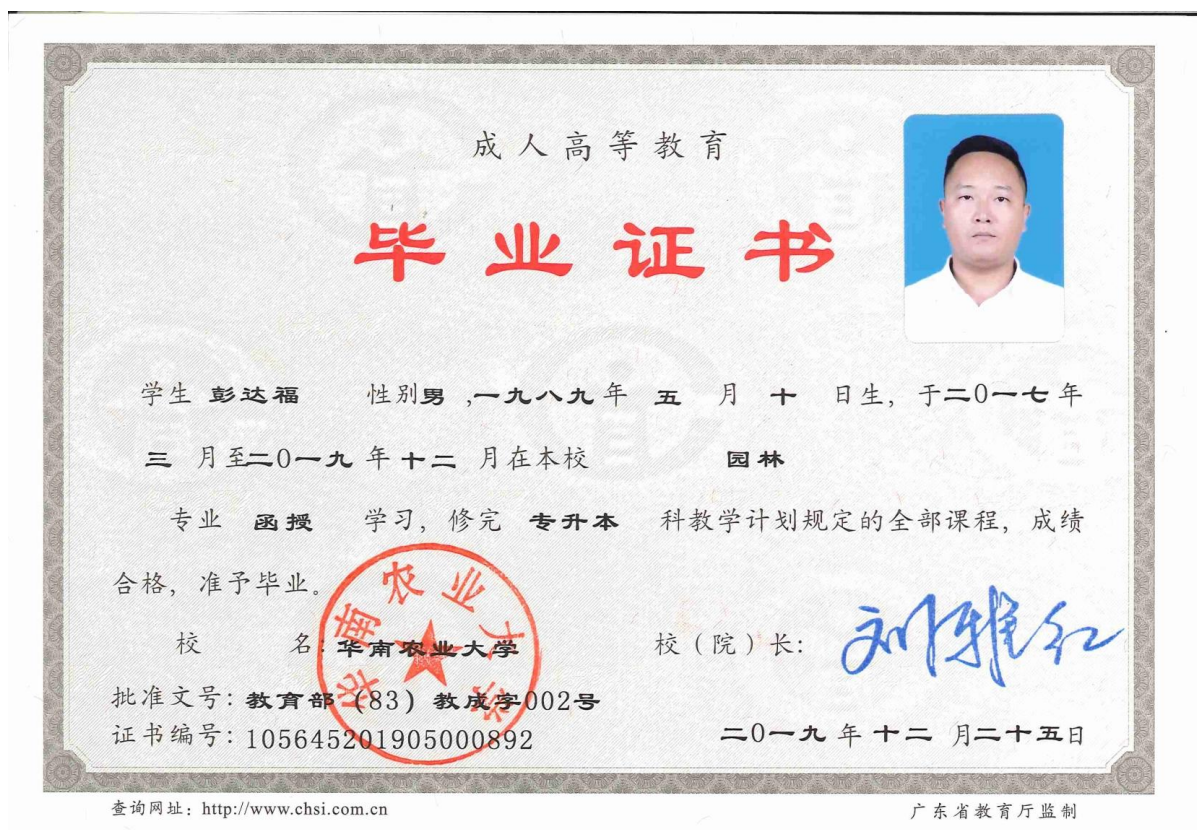 成人高等教育
毕业证书
学生 彭达福 性别男 ,一九八九年 五 月 十 日生，于二0一七年
三 月至二0一九 年 十二 月在本校 园林
专业 函授 学习，修完 专升本 科教学计划规定的全部课程，成绩
合格，准予毕业。
华南农业大学
校 名：华南农业大学 校（院）长：刘雅红
批准文号：教育部（83）教成字002号
证书编号：105645201905000892 二0一九 年 十二 月二十五日
查询网址：http://www.chsi.com.cn 广东省教育厅监制